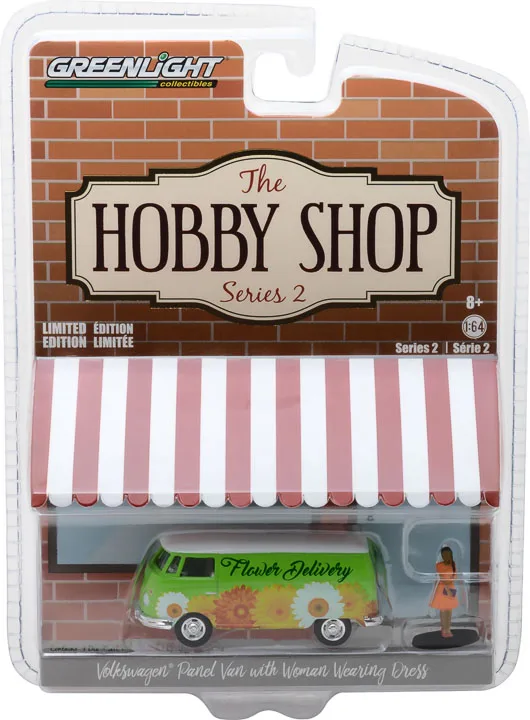 GREENLIGHT
collectibles
The
HOBBY SHOP
Series 2
8+
1:64
LIMITED ÉDITION
EDITION LIMITÉE
Series 2 | Série 2
Flower Delivery
Volkswagen® Panel Van with Woman Wearing Dress